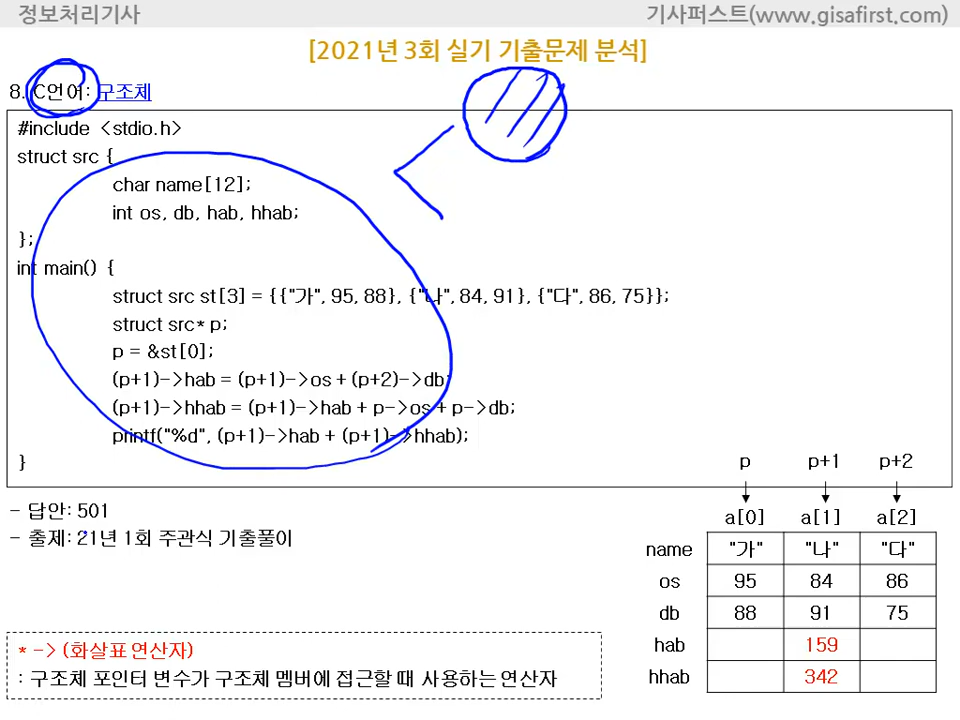 정보처리기사
기사퍼스트(www.gisafirst.com)
[2021년 3회 실기 기출문제 분석]
8. C언어: 구조체
#include <stdio.h>
struct src {
char name[12];
int os, db, hab, hhab;
};
int main() {
struct src st[3] = {{"가", 95, 88}, {"나", 84, 91}, {"다", 86, 75}};
struct src* p;
p = &st[0];
(p+1)->hab = (p+1)->os + (p+2)->db;
(p+1)->hhab = (p+1)->hab + p->os + p->db;
printf("%d", (p+1)->hab + (p+1)->hhab);
}
- 답안: 501
- 출제: 21년 1회 주관식 기출풀이
p p+1 p+2
a[0] a[1] a[2]
name "가" "나" "다"
os 95 84 86
db 88 91 75
hab 159
hhab 342
* -> (화살표 연산자)
: 구조체 포인터 변수가 구조체 멤버에 접근할 때 사용하는 연산자